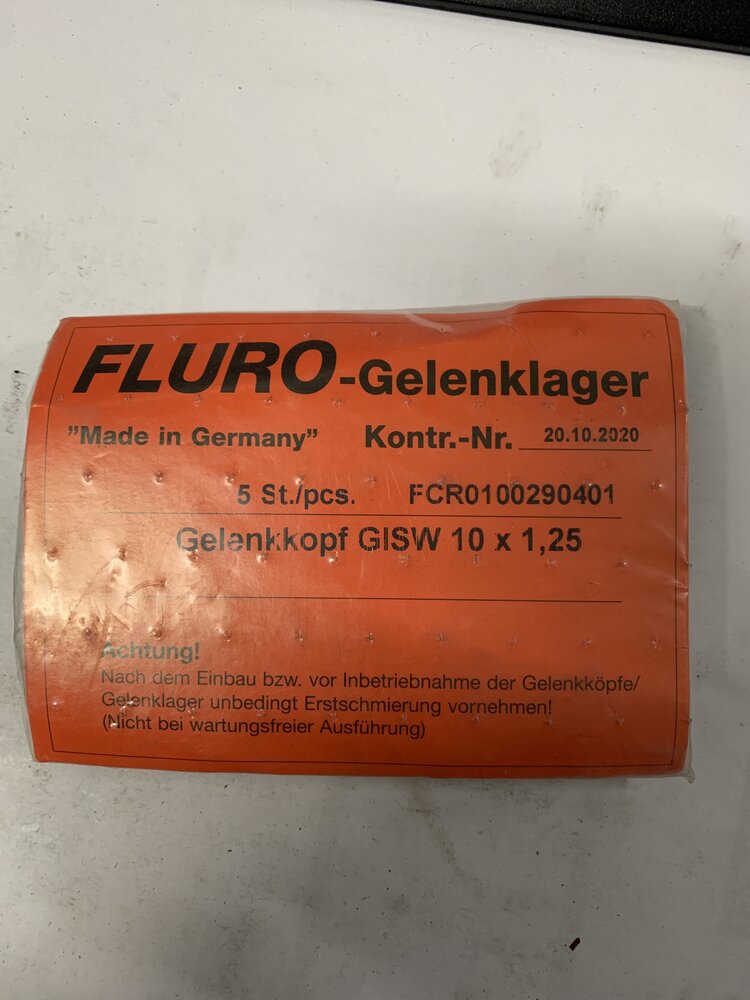 FLURO-Gelenklager
"Made in Germany" Kontr.-Nr. 20.10.2020
5 St./pcs. FCR0100290401
Gelenkkopf GISW 10 x 1,25
Achtung!
Nach dem Einbau bzw. vor Inbetriebnahme der Gelenkköpfe/
Gelenklager unbedingt Erstschmierung vornehmen!
(Nicht bei wartungsfreier Ausführung)